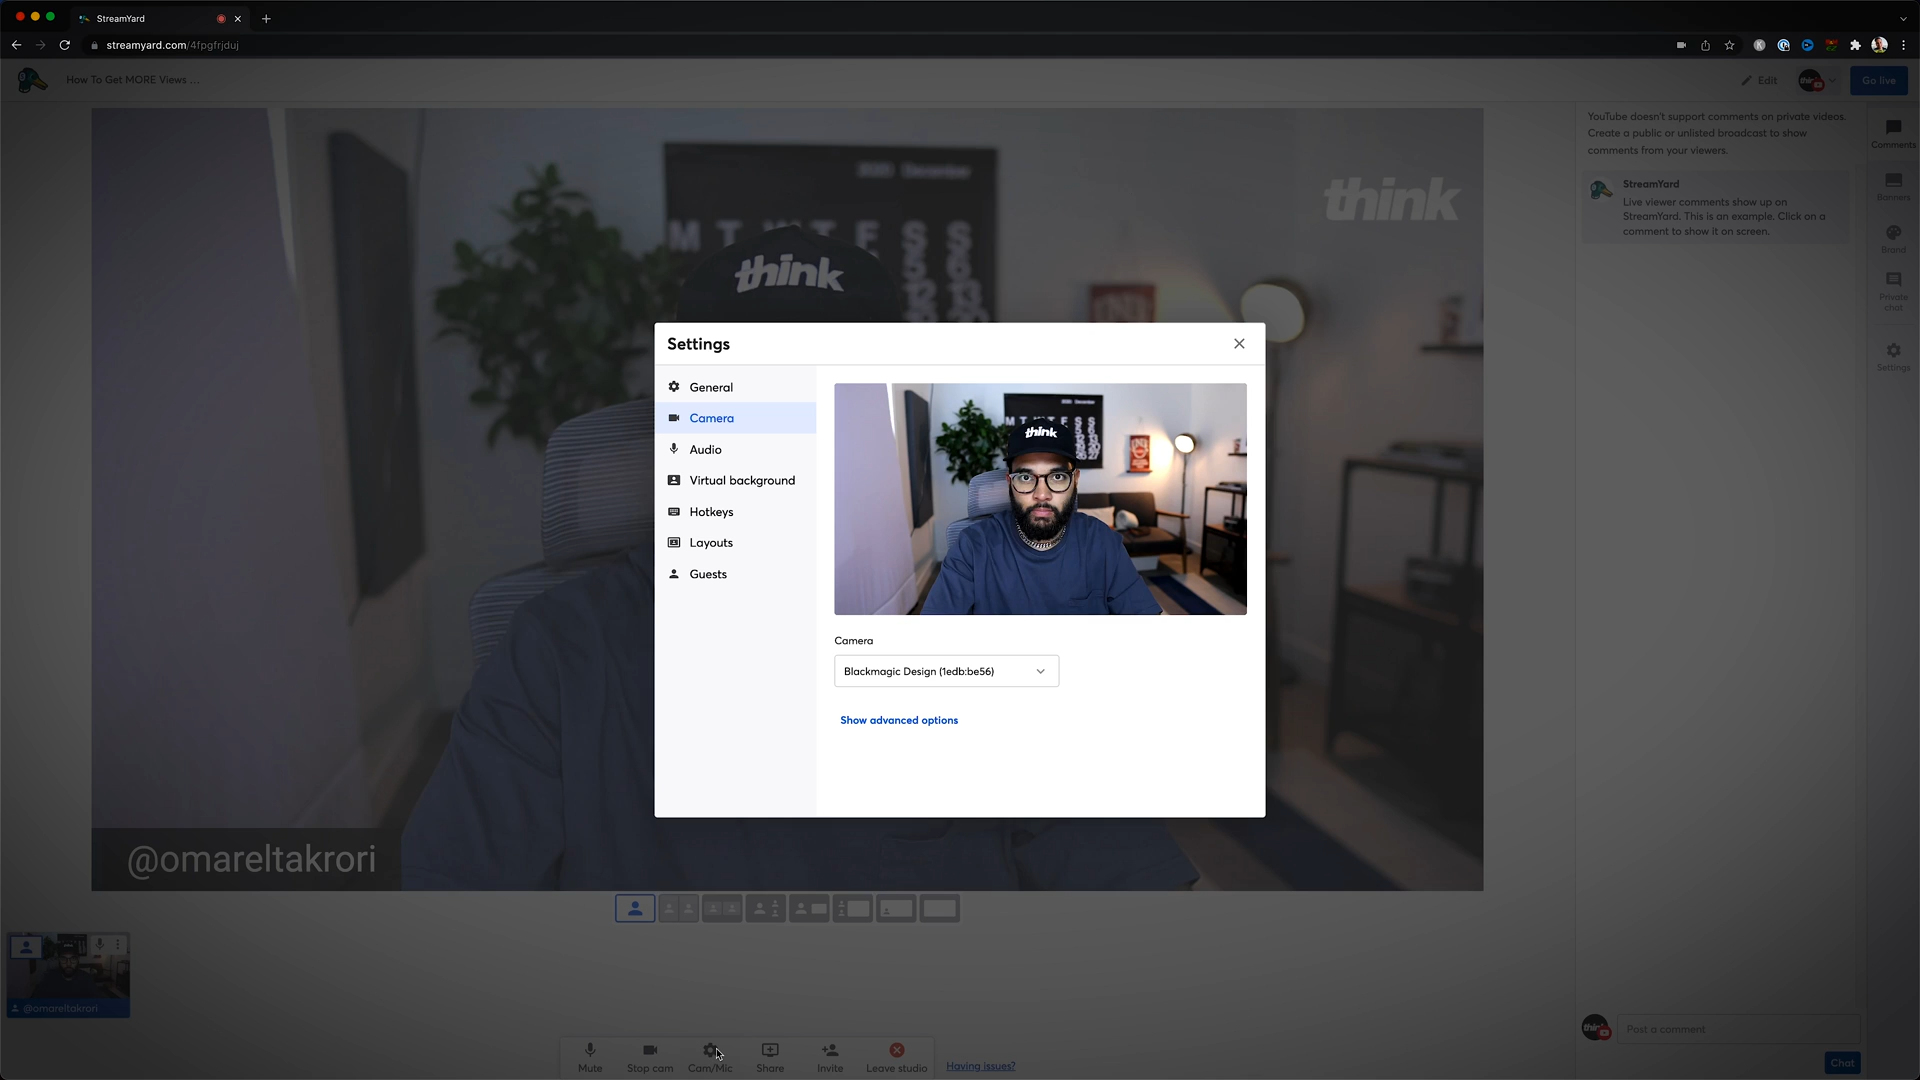 StreamYard
streamyard.com/4fpgfrjduj
How To Get MORE Views ...
Edit
Go live
YouTube doesn't support comments on private videos.
Create a public or unlisted broadcast to show
comments from your viewers.
StreamYard
Live viewer comments show up on
StreamYard. This is an example. Click on a
comment to show it on screen.
Comments
Banners
Brand
Private
chat
Settings
2020 December
M T W T F S S
think
think
Settings
General
Camera
Audio
Virtual background
Hotkeys
Layouts
Guests
think
Camera
Blackmagic Design (1edb:be56)
Show advanced options
@omareltakrori
@omareltakrori
Mute
Stop cam
Cam/Mic
Share
Invite
Leave studio
Having issues?
Post a comment
Chat